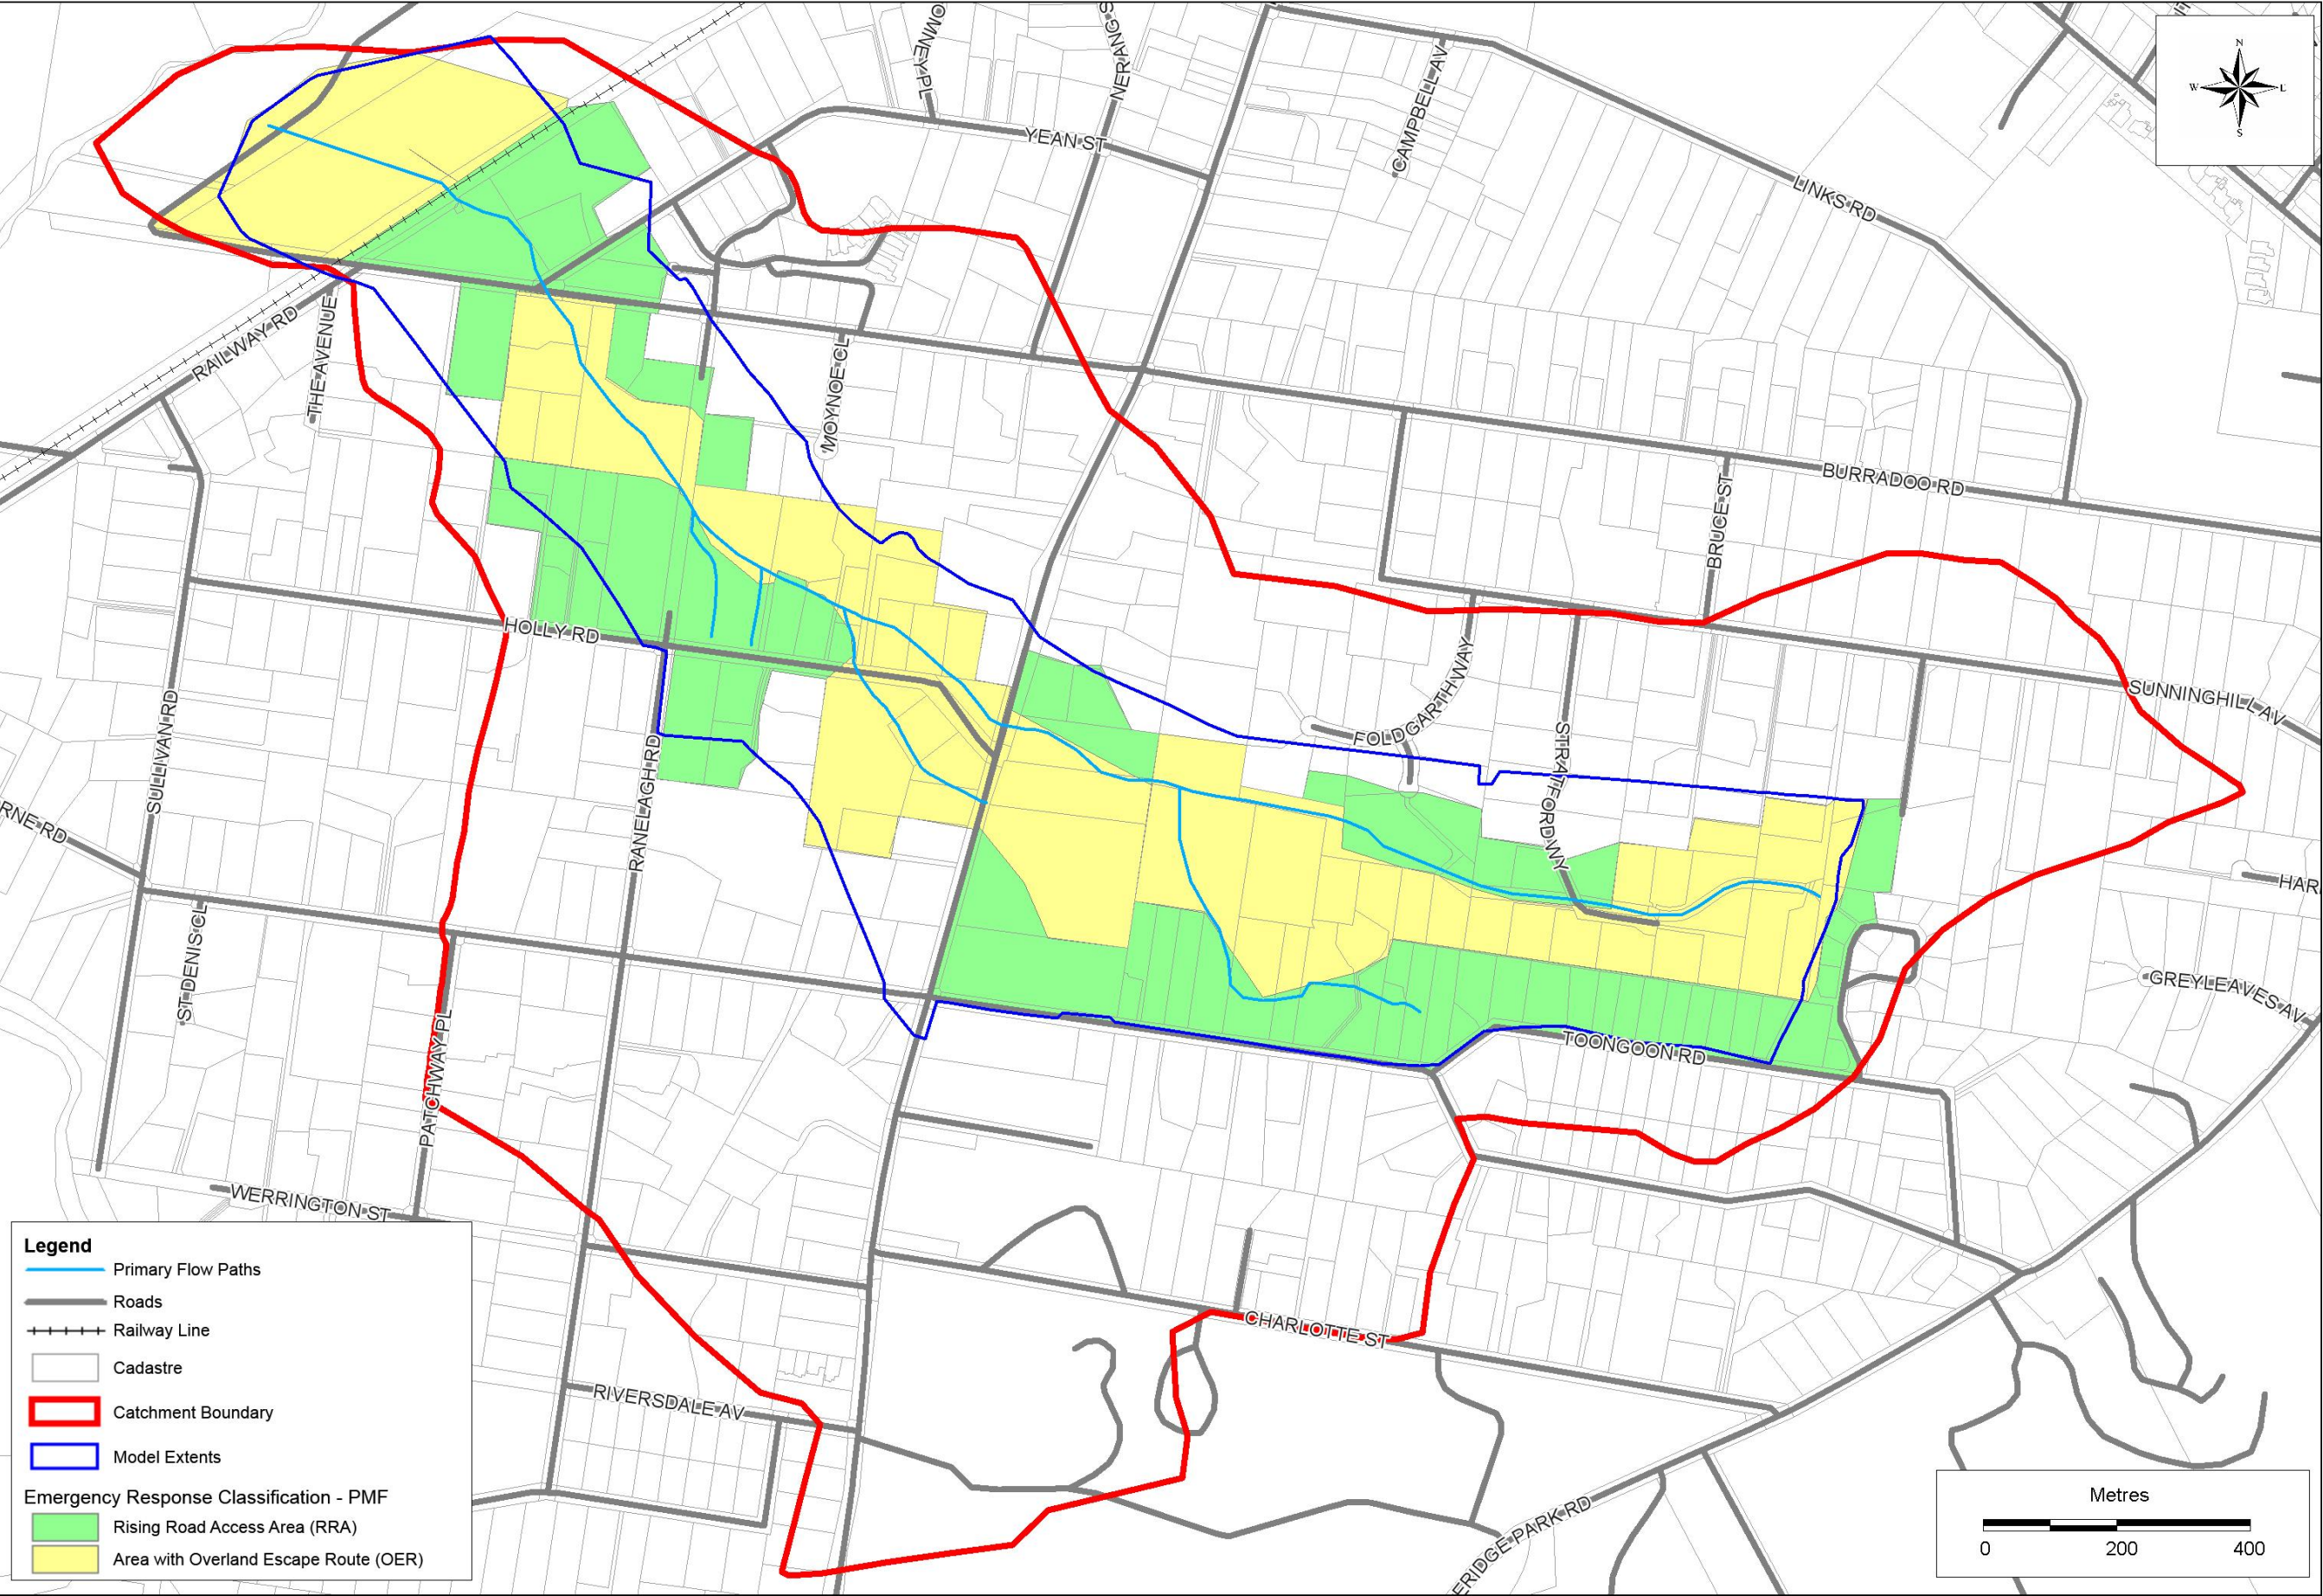 OMNEY PL
NERANG S
CAMPBELL AV
N
W
E
S
YEAN ST
LINKS RD
RAILWAY RD
THE AVENUE
MOYNOE CL
BURRADOO RD
BRUCE ST
HOLLY RD
FOLDGARTH WAY
SUNNINGHILL AV
SULLIVAN RD
STRATFORD WY
RANELAGH RD
RNE RD
HAR
ST DENIS CL
GREYLEAVES AV
PATCHWAY PL
TOONGOON RD
WERRINGTON ST
CHARLOTTE ST
RIVERSDALE AV
ERIDGE PARK RD
Legend
Primary Flow Paths
Roads
Railway Line
Cadastre
Catchment Boundary
Model Extents
Emergency Response Classification - PMF
Rising Road Access Area (RRA)
Area with Overland Escape Route (OER)
Metres
0 200 400